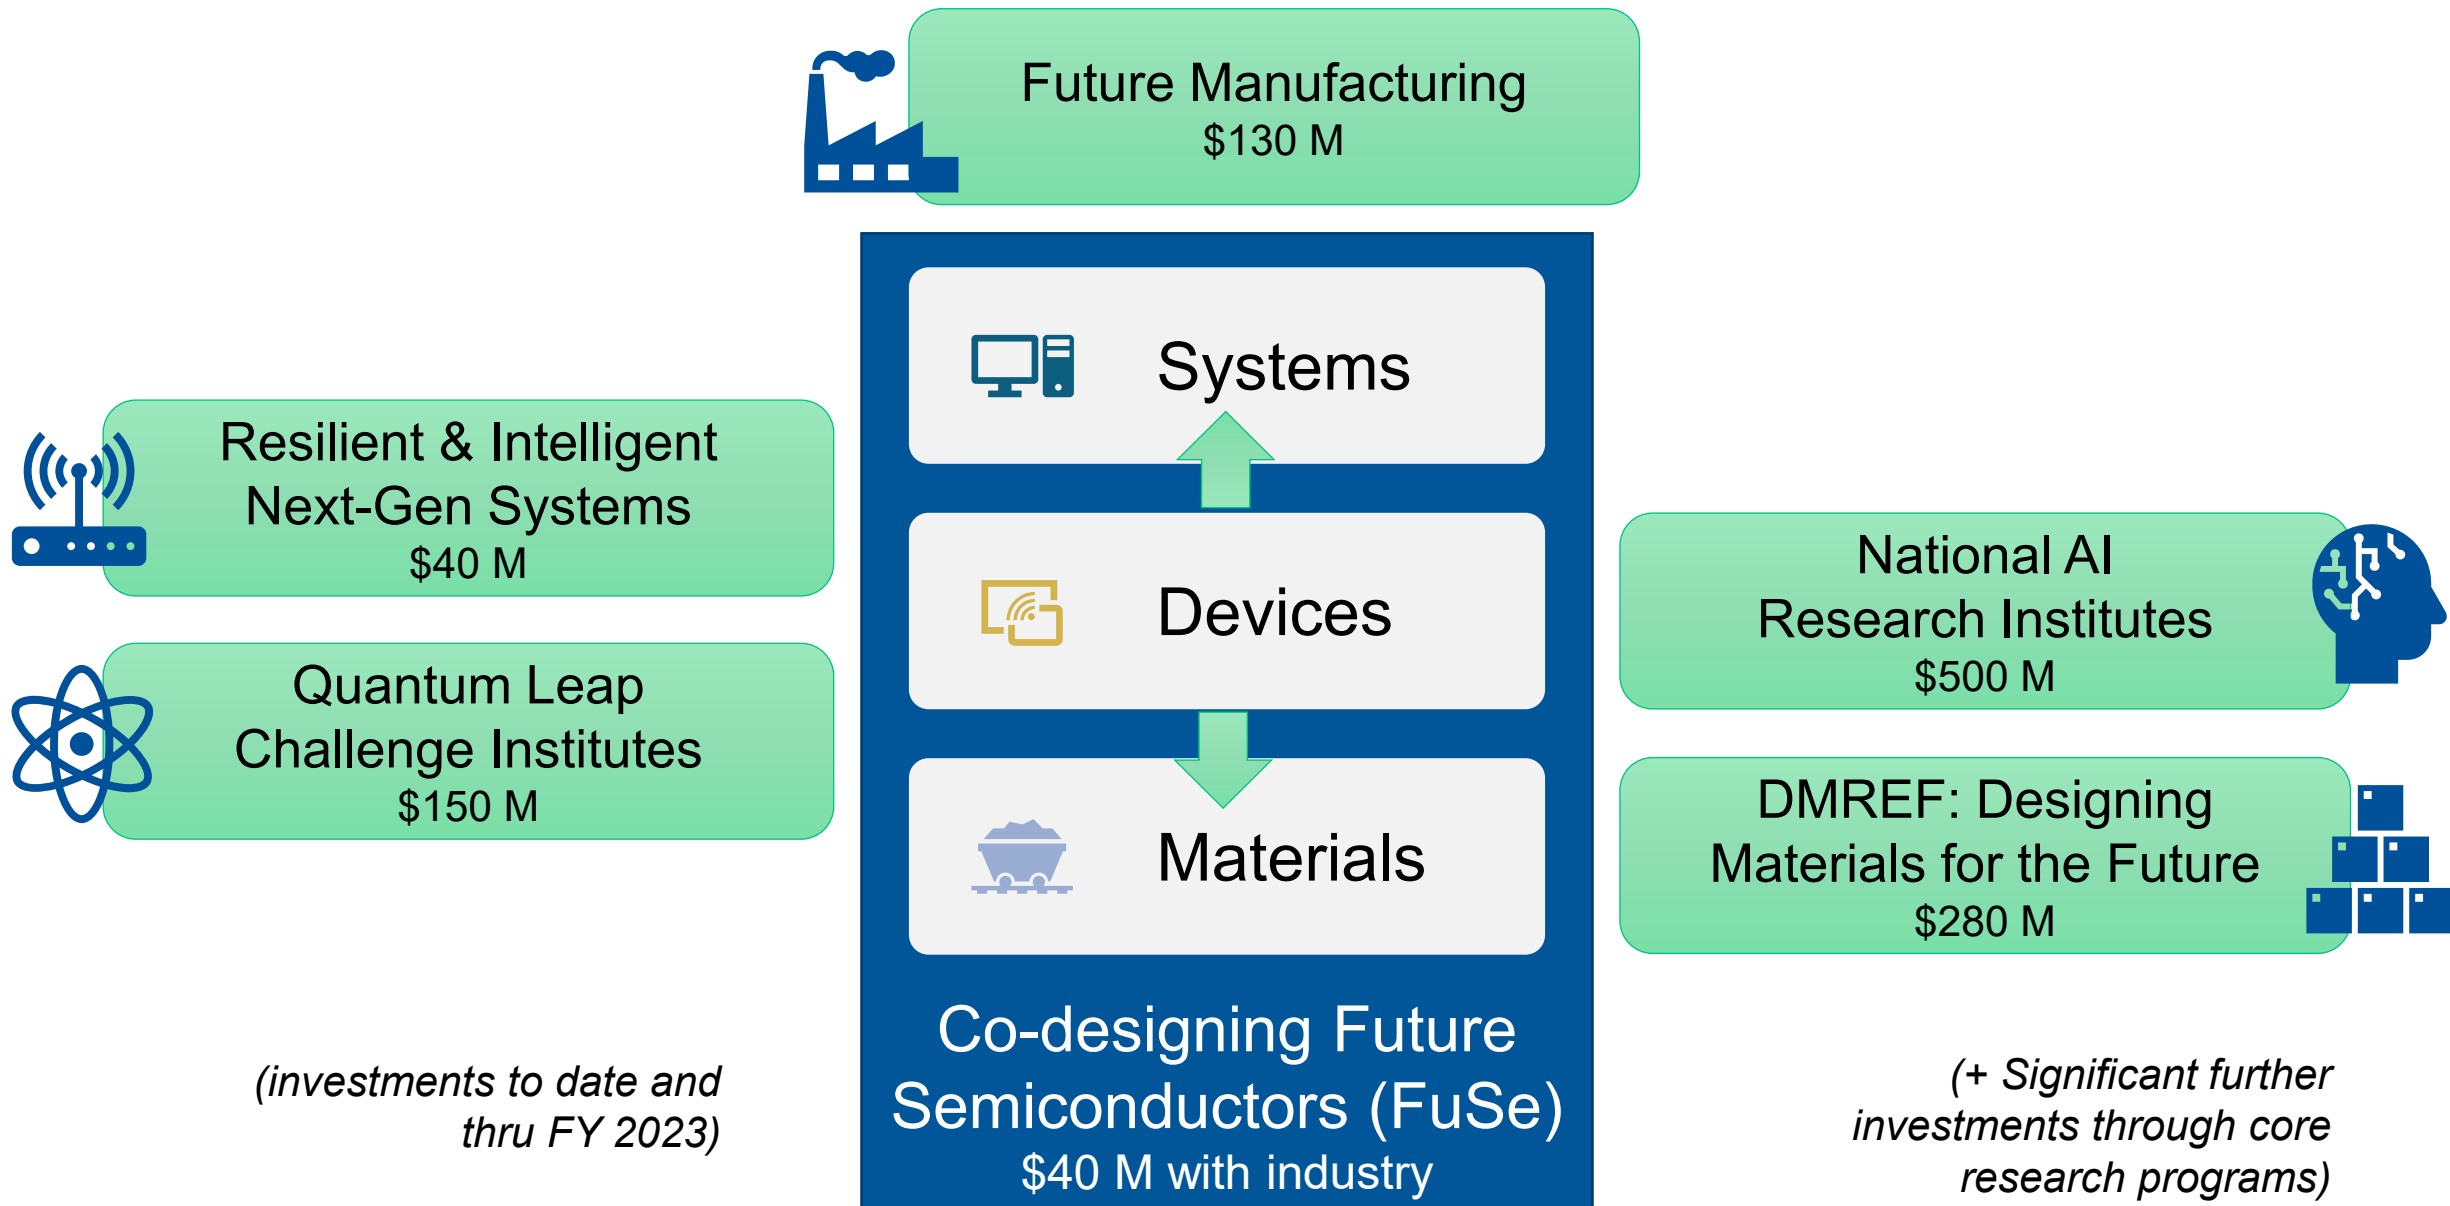 Future Manufacturing
$130 M
Systems
Devices
Materials
Co-designing Future
Semiconductors (FuSe)
$40 M with industry
Resilient & Intelligent
Next-Gen Systems
$40 M
Quantum Leap
Challenge Institutes
$150 M
National AI
Research Institutes
$500 M
DMREF: Designing
Materials for the Future
$280 M
(investments to date and
thru FY 2023)
(+ Significant further
investments through core
research programs)